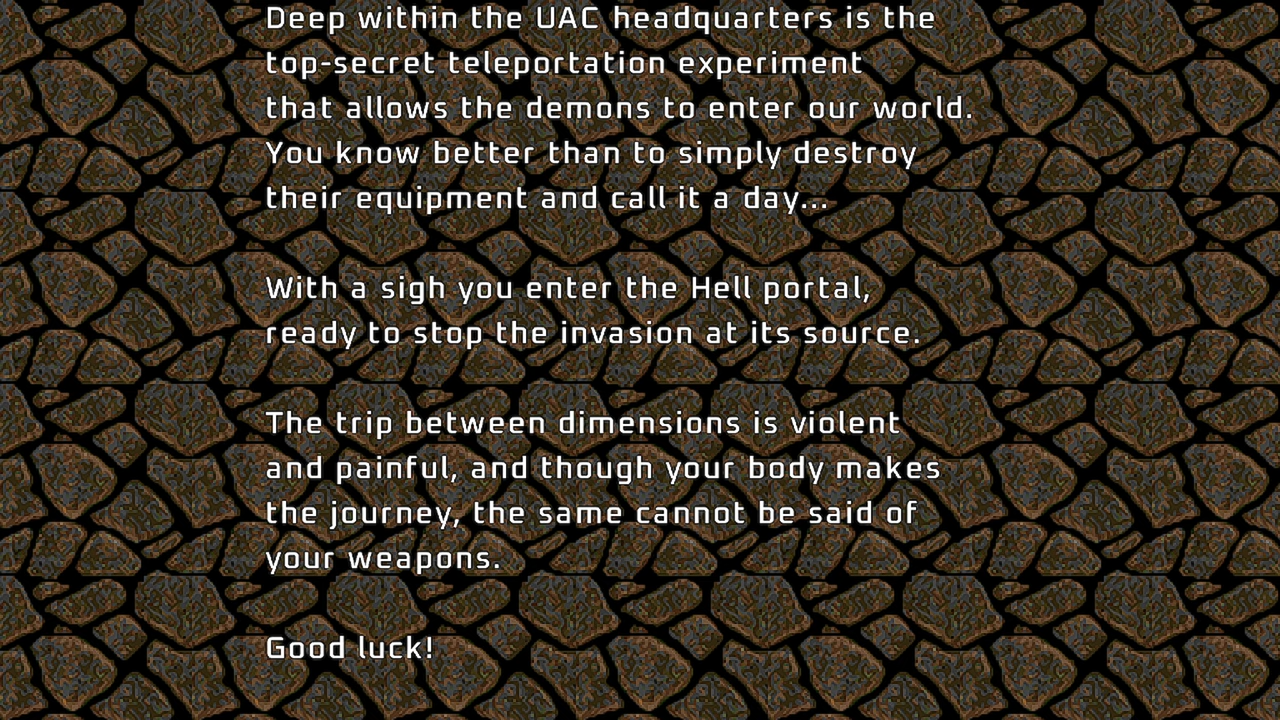 Deep within the UAC headquarters is the
top-secret teleportation experiment
that allows the demons to enter our world.
You know better than to simply destroy
their equipment and call it a day...
With a sigh you enter the Hell portal,
ready to stop the invasion at its source.
The trip between dimensions is violent
and painful, and though your body makes
the journey, the same cannot be said of
your weapons.
Good luck!